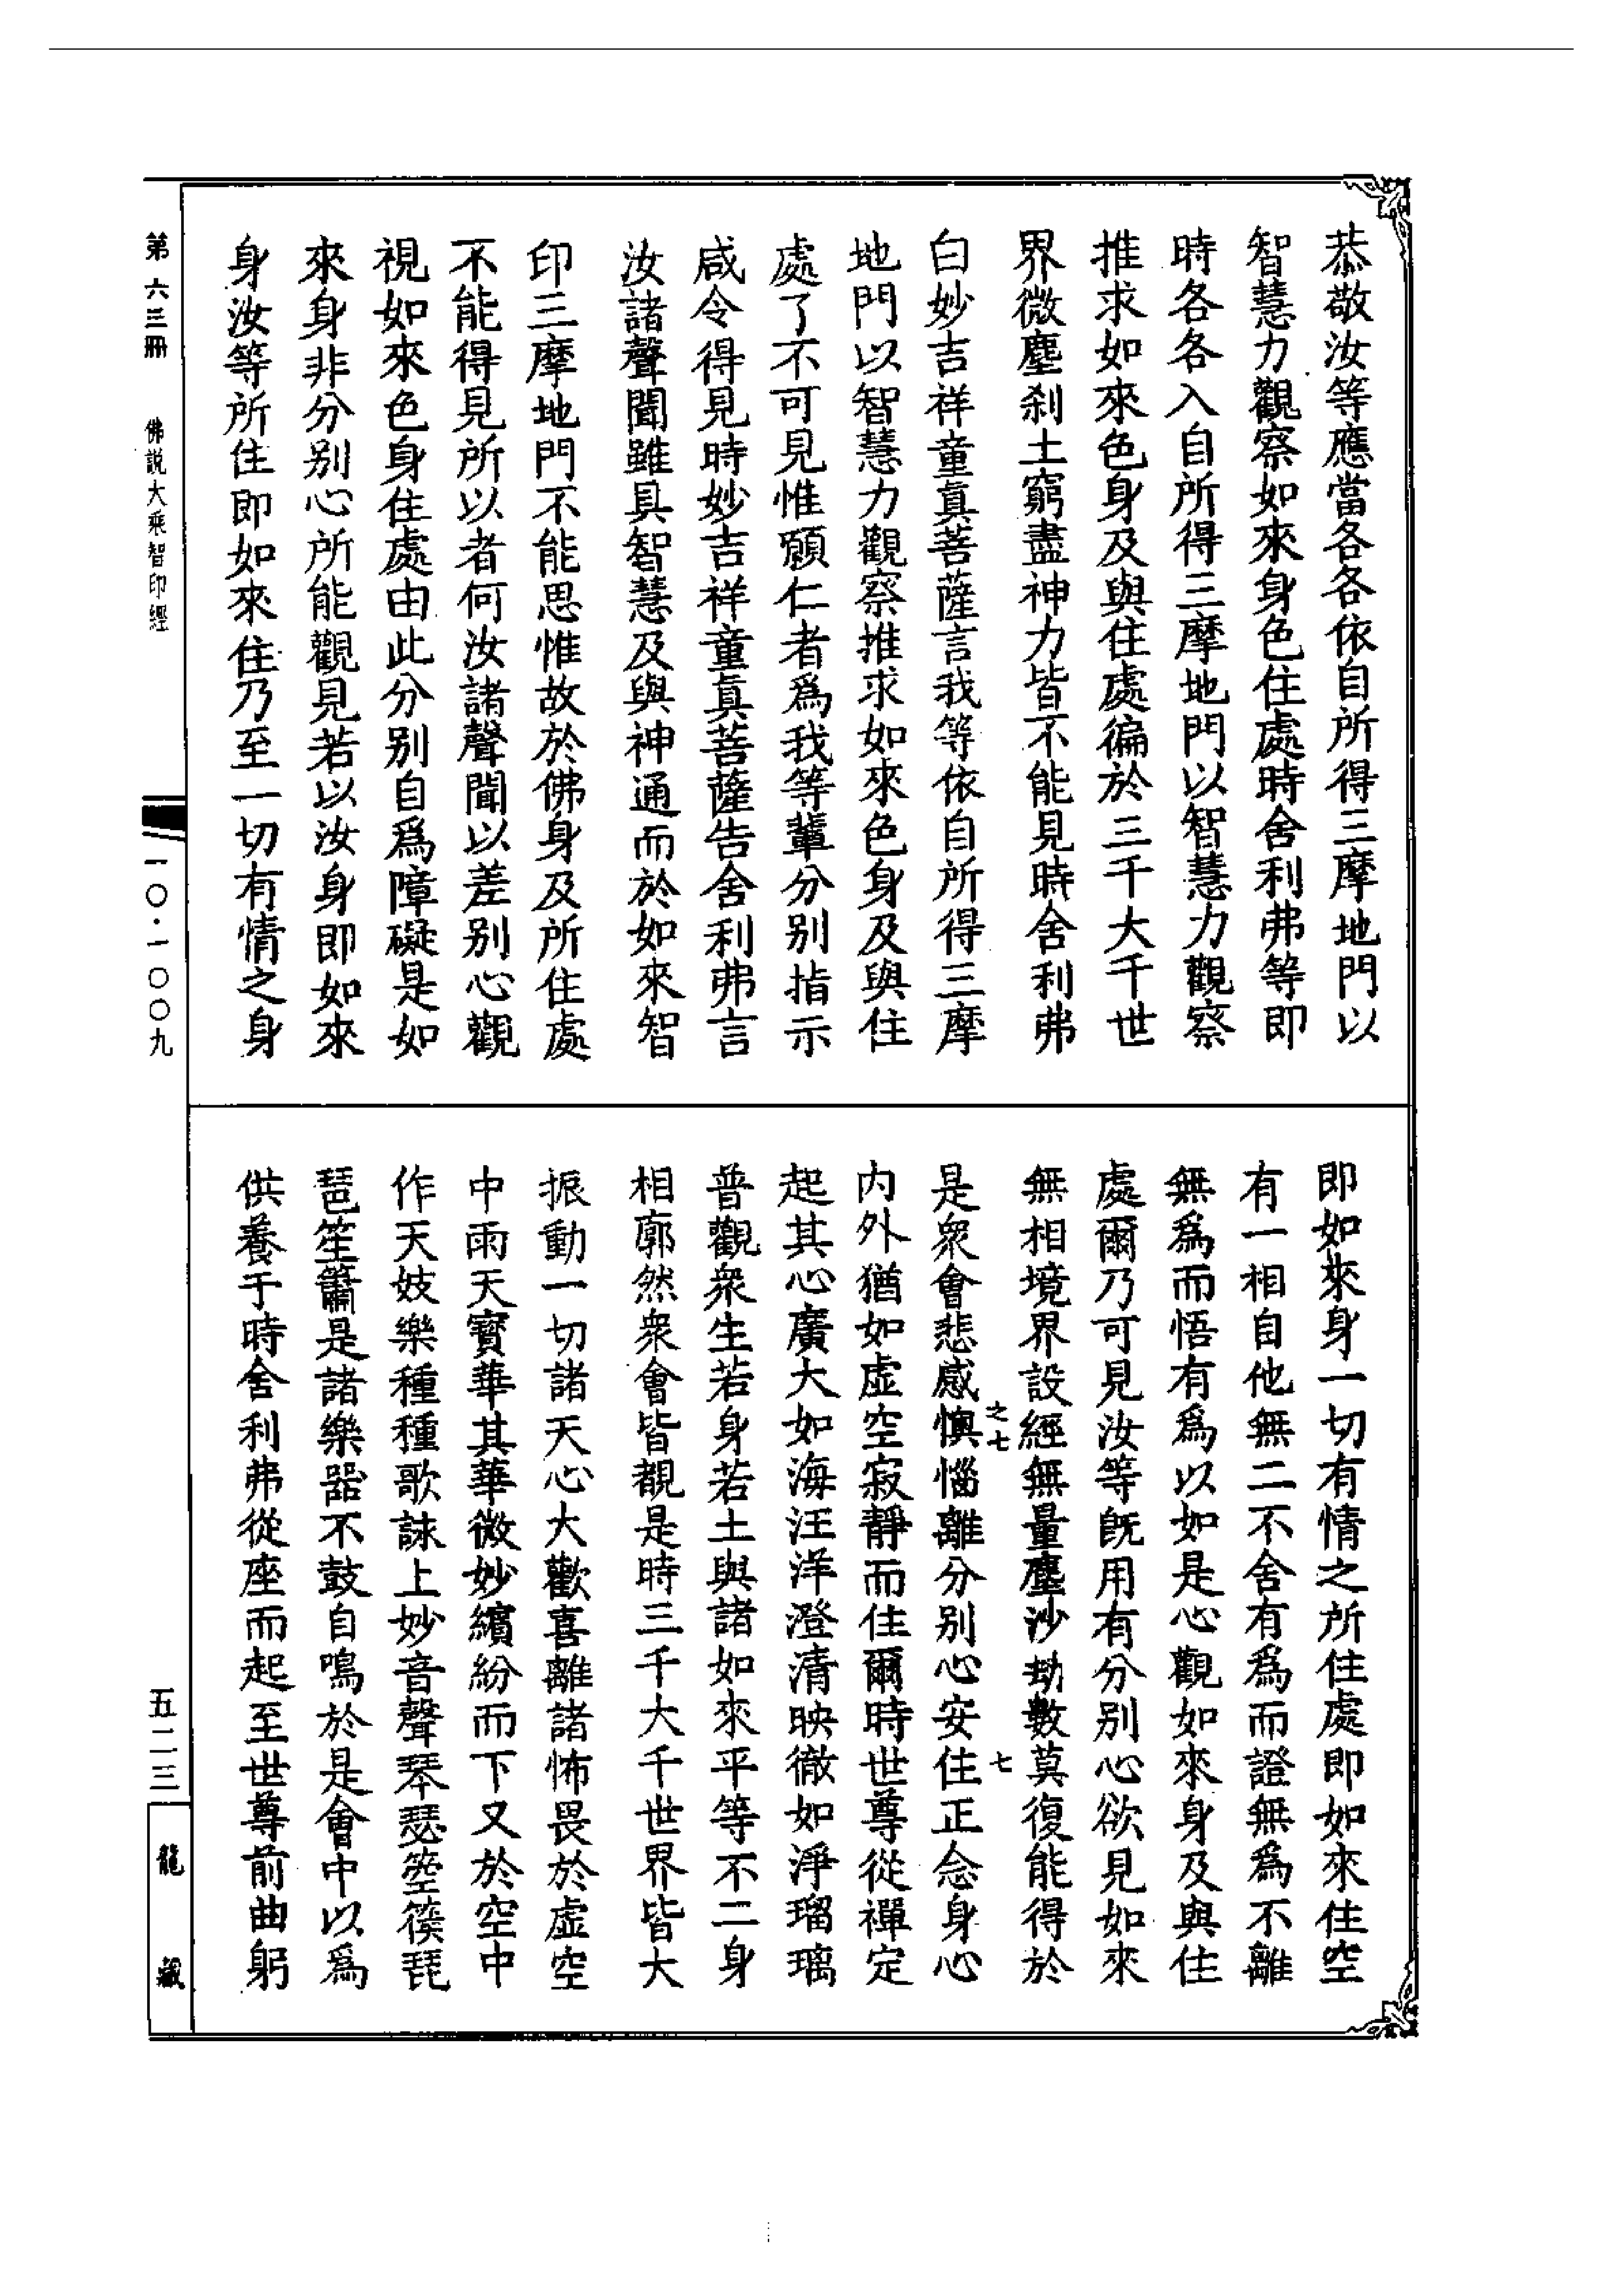 恭敬汝等應當各各依自所得三摩地門以
智慧力觀察如來身色住處時舍利弗等即
時各各入自所得三摩地門以智慧力觀察
推求如來色身及與住處徧於三千大千世
界微塵刹土窮盡神力皆不能見時舍利弗
白妙吉祥童真菩薩言我等依自所得三摩
地門以智慧力觀察推求如來色身及與住
處了不可見惟願仁者爲我等輩分别指示
咸令得見時妙吉祥童真菩薩告舍利弗言
汝諸聲聞雖具智慧及與神通而於如來智
印三摩地門不能思惟故於佛身及所住處
不能得見所以者何汝諸聲聞以差别心觀
視如來色身住處由此分别自爲障礙是如
來身非分别心所能觀見若以汝身即如來
身汝等所住即如來住乃至一切有情之身
即如來身一切有情之所住處即如來住空
有一相自他無二不舍有爲而證無爲不離
無爲而悟有爲以如是心觀如來身及與住
處爾乃可見汝等旣用有分别心欲見如來
無相境界設經無量塵沙劫數莫復能得於
之七
七
是衆會悲感懊惱離分别心安住正念身心
内外猶如虛空寂靜而住爾時世尊從禪定
起其心廣大如海汪洋澄清映徹如淨瑠璃
普觀衆生若身若土與諸如來平等不二身
相廓然衆會皆覩是時三千大千世界皆大
振動一切諸天心大歡喜離諸怖畏於虛空
中雨天寶華其華微妙繽紛而下又於空中
作天妓樂種種歌詠上妙音聲琴瑟箜篌琵
琶笙簫是諸樂器不鼓自鳴於是會中以爲
供養于時舍利弗從座而起至世尊前曲躬
第六三冊
佛說大乘智印經
一〇·一〇〇九
五二三
龍藏